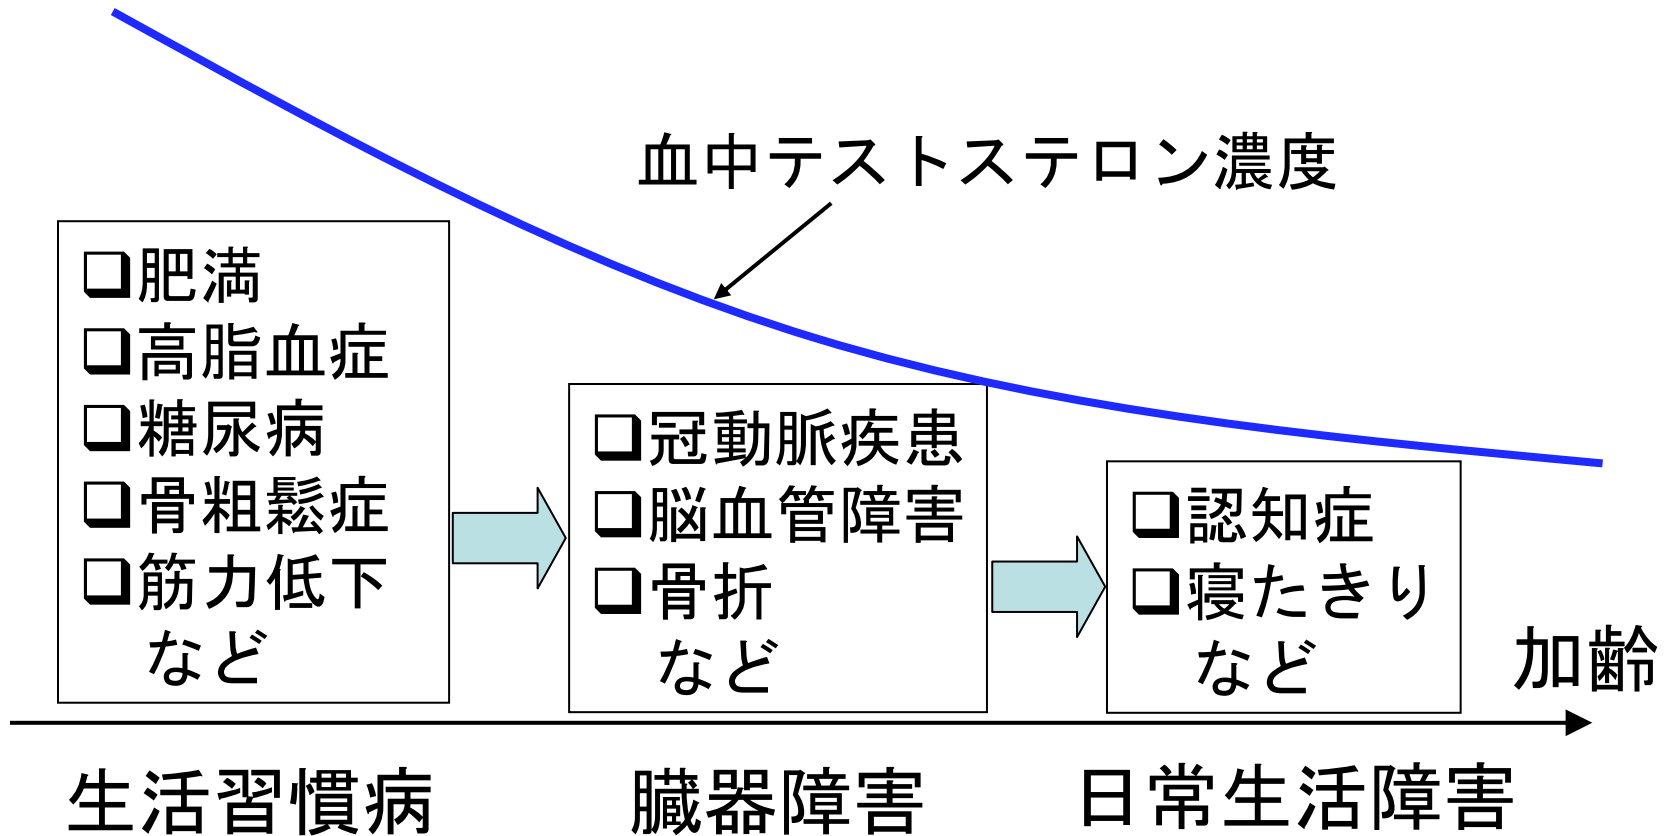 血中テストステロン濃度
❏肥満
❏高脂血症
❏糖尿病
❏骨粗鬆症
❏筋力低下
など
❏冠動脈疾患
❏脳血管障害
❏骨折
など
❏認知症
❏寝たきり
など
加齢
生活習慣病
臓器障害
日常生活障害